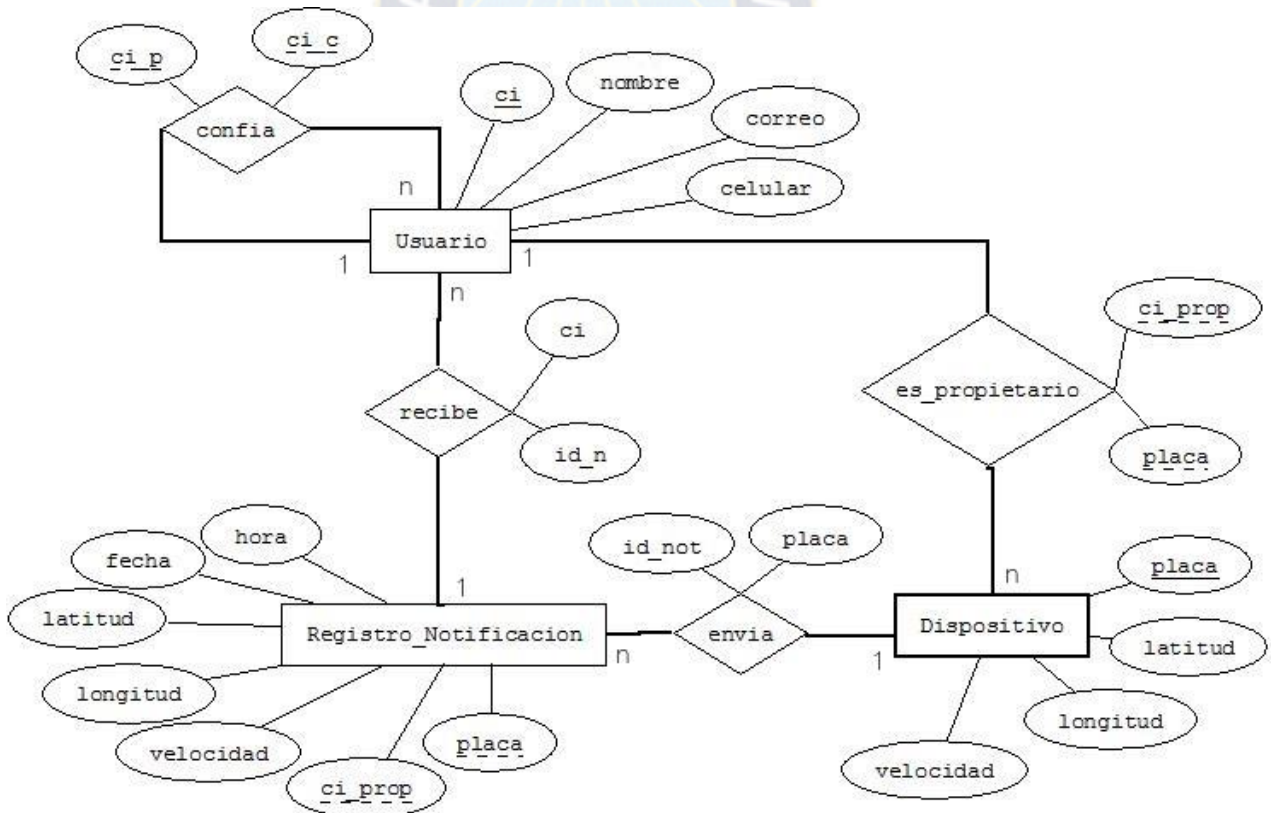 ci_p
ci_c
confia
ci
nombre
correo
celular
n
Usuario
1
1
n
ci
recibe
id_n
1
ci_prop
es_propietario
placa
n
hora
fecha
latitud
Registro_Notificacion
longitud
velocidad
ci_prop
placa
n
id_not
placa
envia
1
placa
Dispositivo
latitud
longitud
velocidad